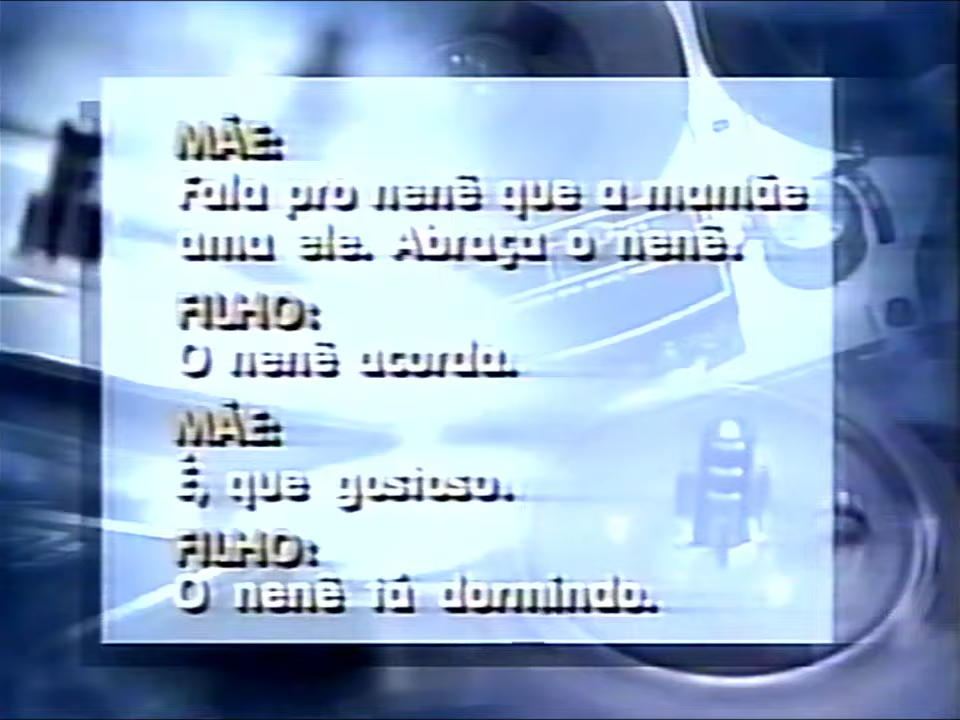 MÃE:
Fala pro nenê que a mamãe
ama ele. Abraça o nenê.
FILHO:
O nenê acorda.
MÃE:
É, que gostoso.
FILHO:
O nenê tá dormindo.